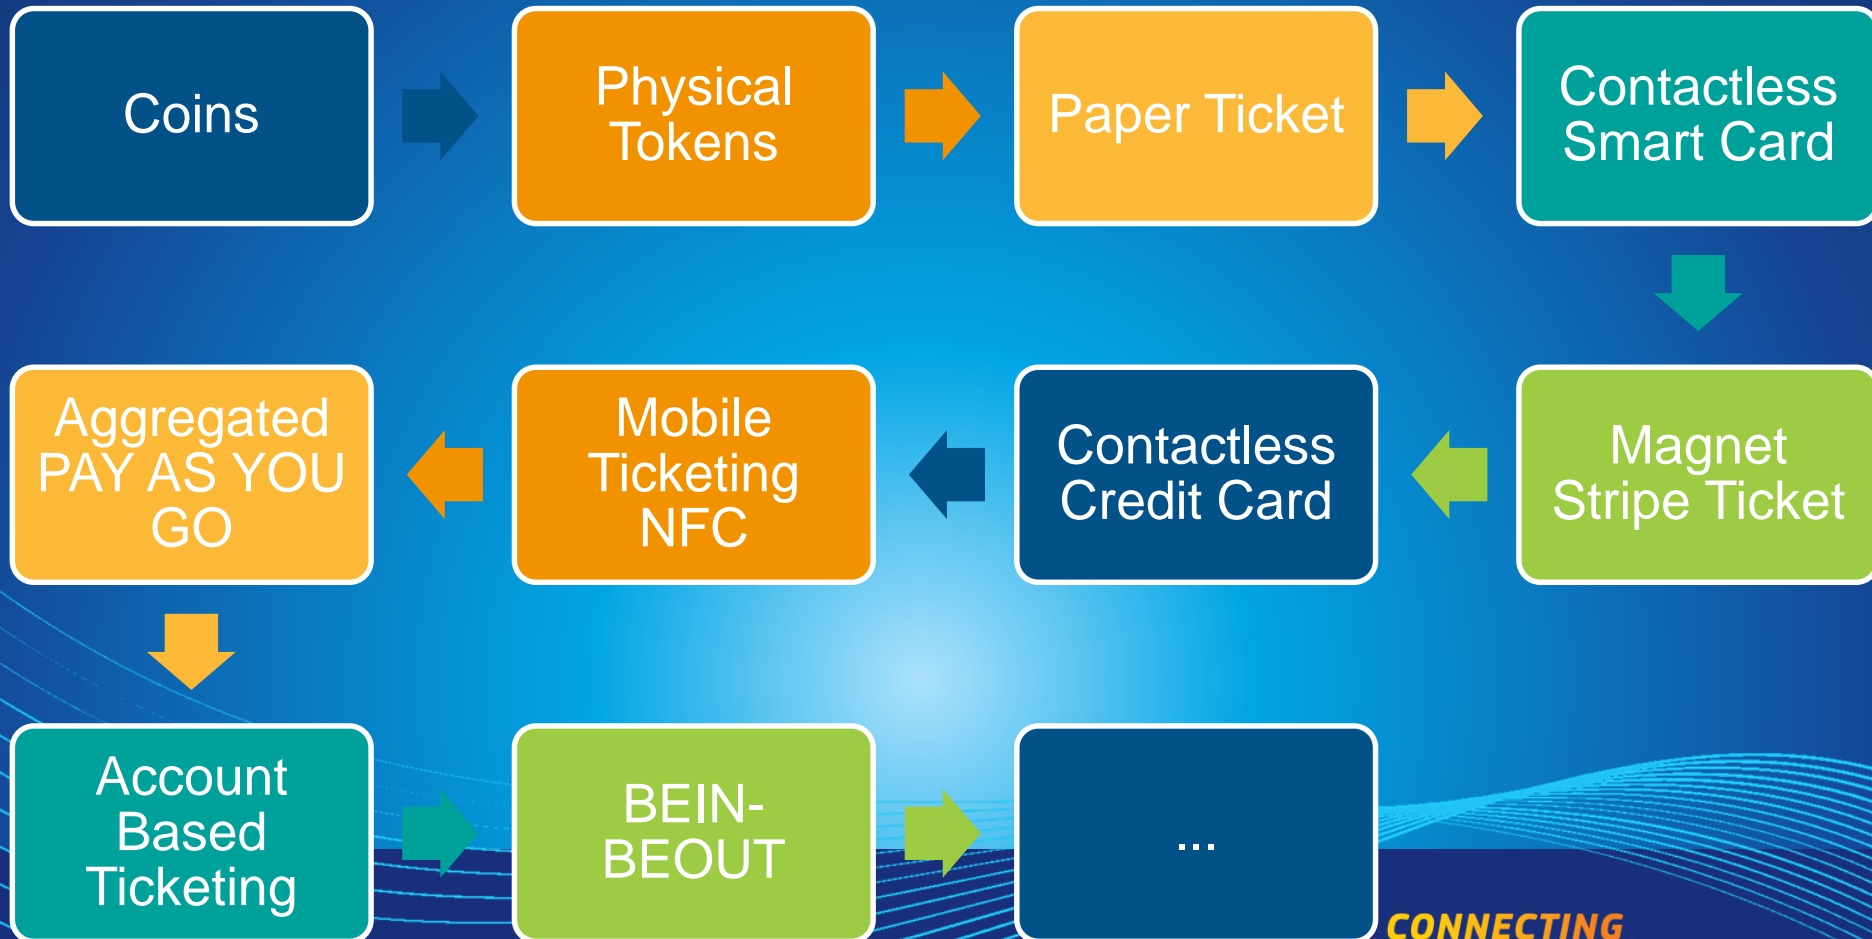 Coins
Physical
Tokens
Paper Ticket
Contactless
Smart Card
Magnet
Stripe Ticket
Contactless
Credit Card
Mobile
Ticketing
NFC
Aggregated
PAY AS YOU
GO
Account
Based
Ticketing
BEIN-
BEOUT
...
CONNECTING